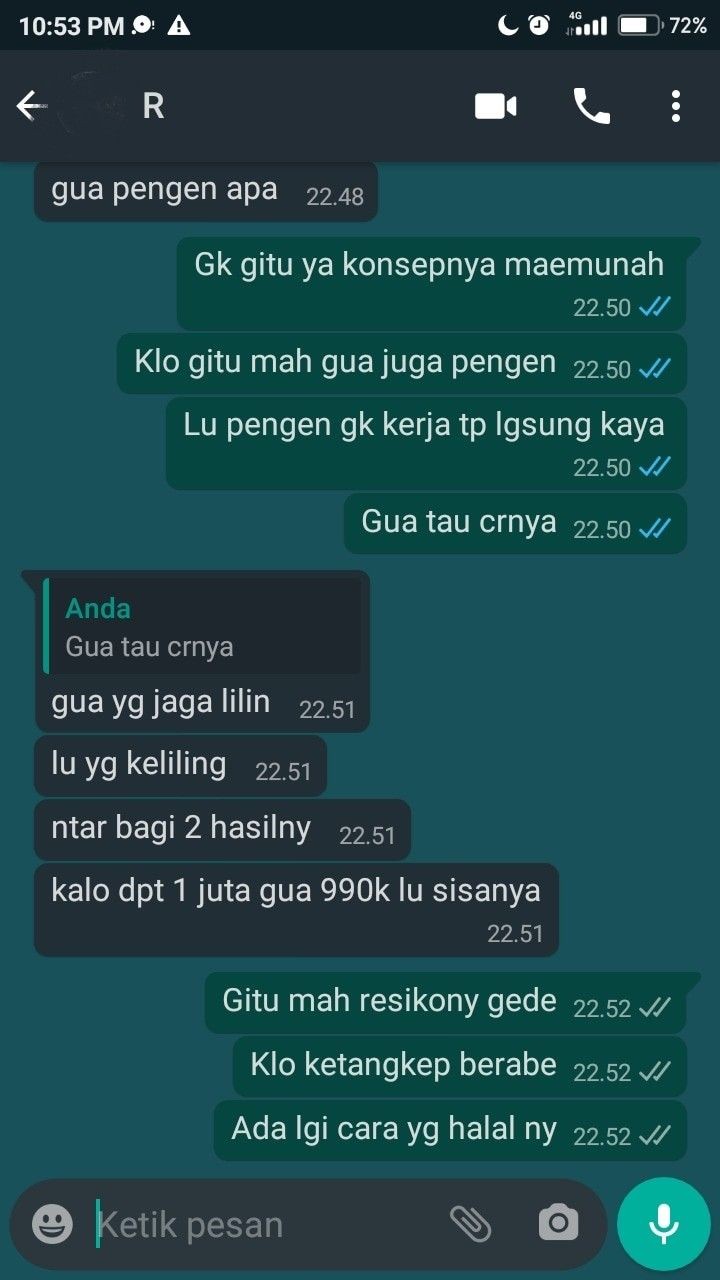 10:53 PM
4G
72%
R
gua pengen apa 22.48
Gk gitu ya konsepnya maemunah
22.50
Klo gitu mah gua juga pengen 22.50
Lu pengen gk kerja tp lgsung kaya
22.50
Gua tau crnya 22.50
Anda
Gua tau crnya
gua yg jaga lilin 22.51
lu yg keliling 22.51
ntar bagi 2 hasilny 22.51
kalo dpt 1 juta gua 990k lu sisanya
22.51
Gitu mah resikony gede 22.52
Klo ketangkep berabe 22.52
Ada lgi cara yg halal ny 22.52
Ketik pesan